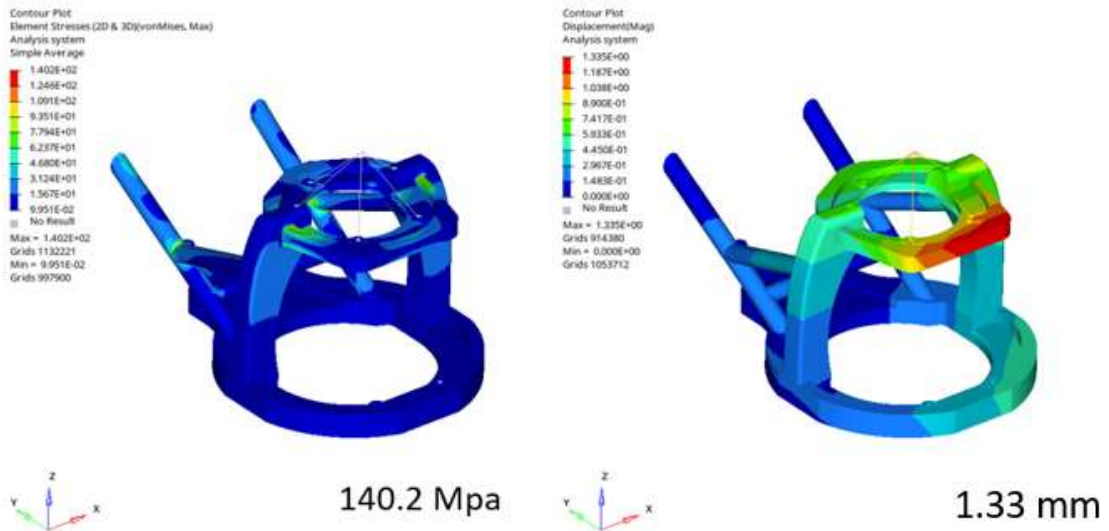 Contour Plot
Element Stresses (2D & 3D)(vonMises, Max)
Analysis system
Simple Average
1.402E+02
1.246E+02
1.091E+02
9.351E+01
7.794E+01
6.237E+01
4.680E+01
3.124E+01
1.567E+01
9.951E-02
No Result
Max = 1.402E+02
Grids 1132221
Min = 9.951E-02
Grids 997900
Z
Y
X
140.2 Mpa
Contour Plot
Displacement(Mag)
Analysis system
1.335E+00
1.187E+00
1.038E+00
8.900E-01
7.417E-01
5.933E-01
4.450E-01
2.967E-01
1.483E-01
0.000E+00
No Result
Max = 1.335E+00
Grids 914380
Min = 0.000E+00
Grids 1053712
Z
Y
X
1.33 mm